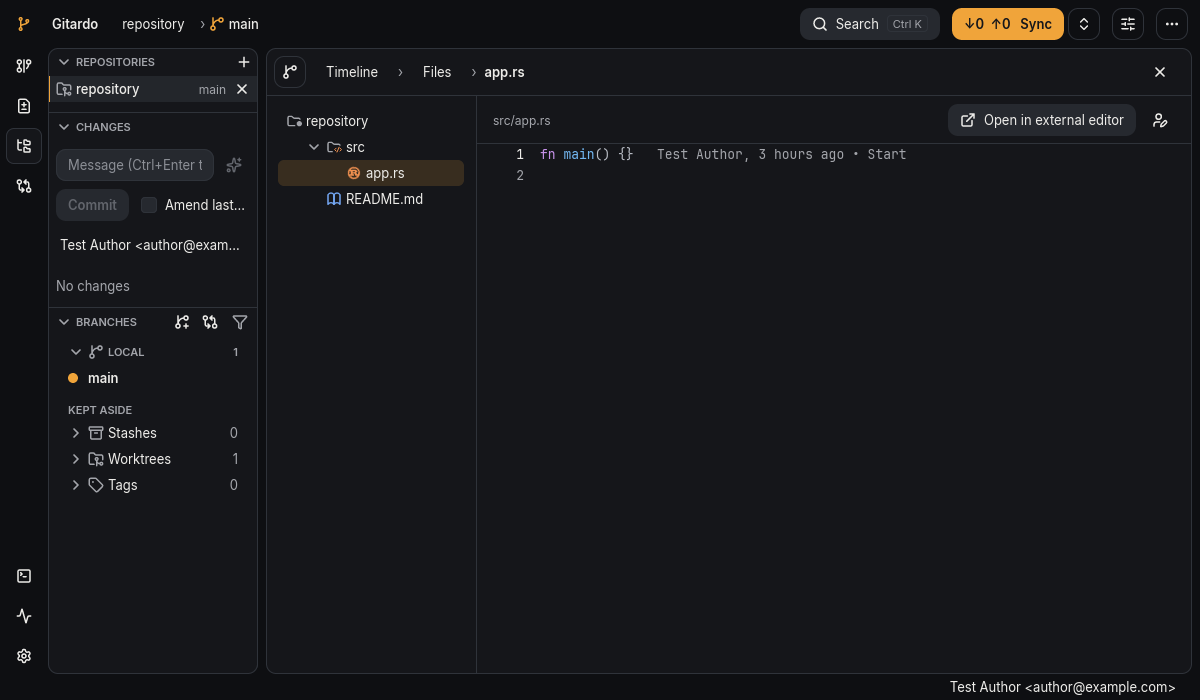 Gitardo repository › main Search Ctrl K ↓0 ↑0 Sync
REPOSITORIES
repository main
CHANGES
Message (Ctrl+Enter t
Commit Amend last...
Test Author <author@exam...
No changes
BRANCHES
LOCAL 1
main
KEPT ASIDE
Stashes 0
Worktrees 1
Tags 0
Timeline › Files › app.rs
repository
src
app.rs
README.md
src/app.rs Open in external editor
1 fn main() {} Test Author, 3 hours ago • Start
2
Test Author <author@example.com>